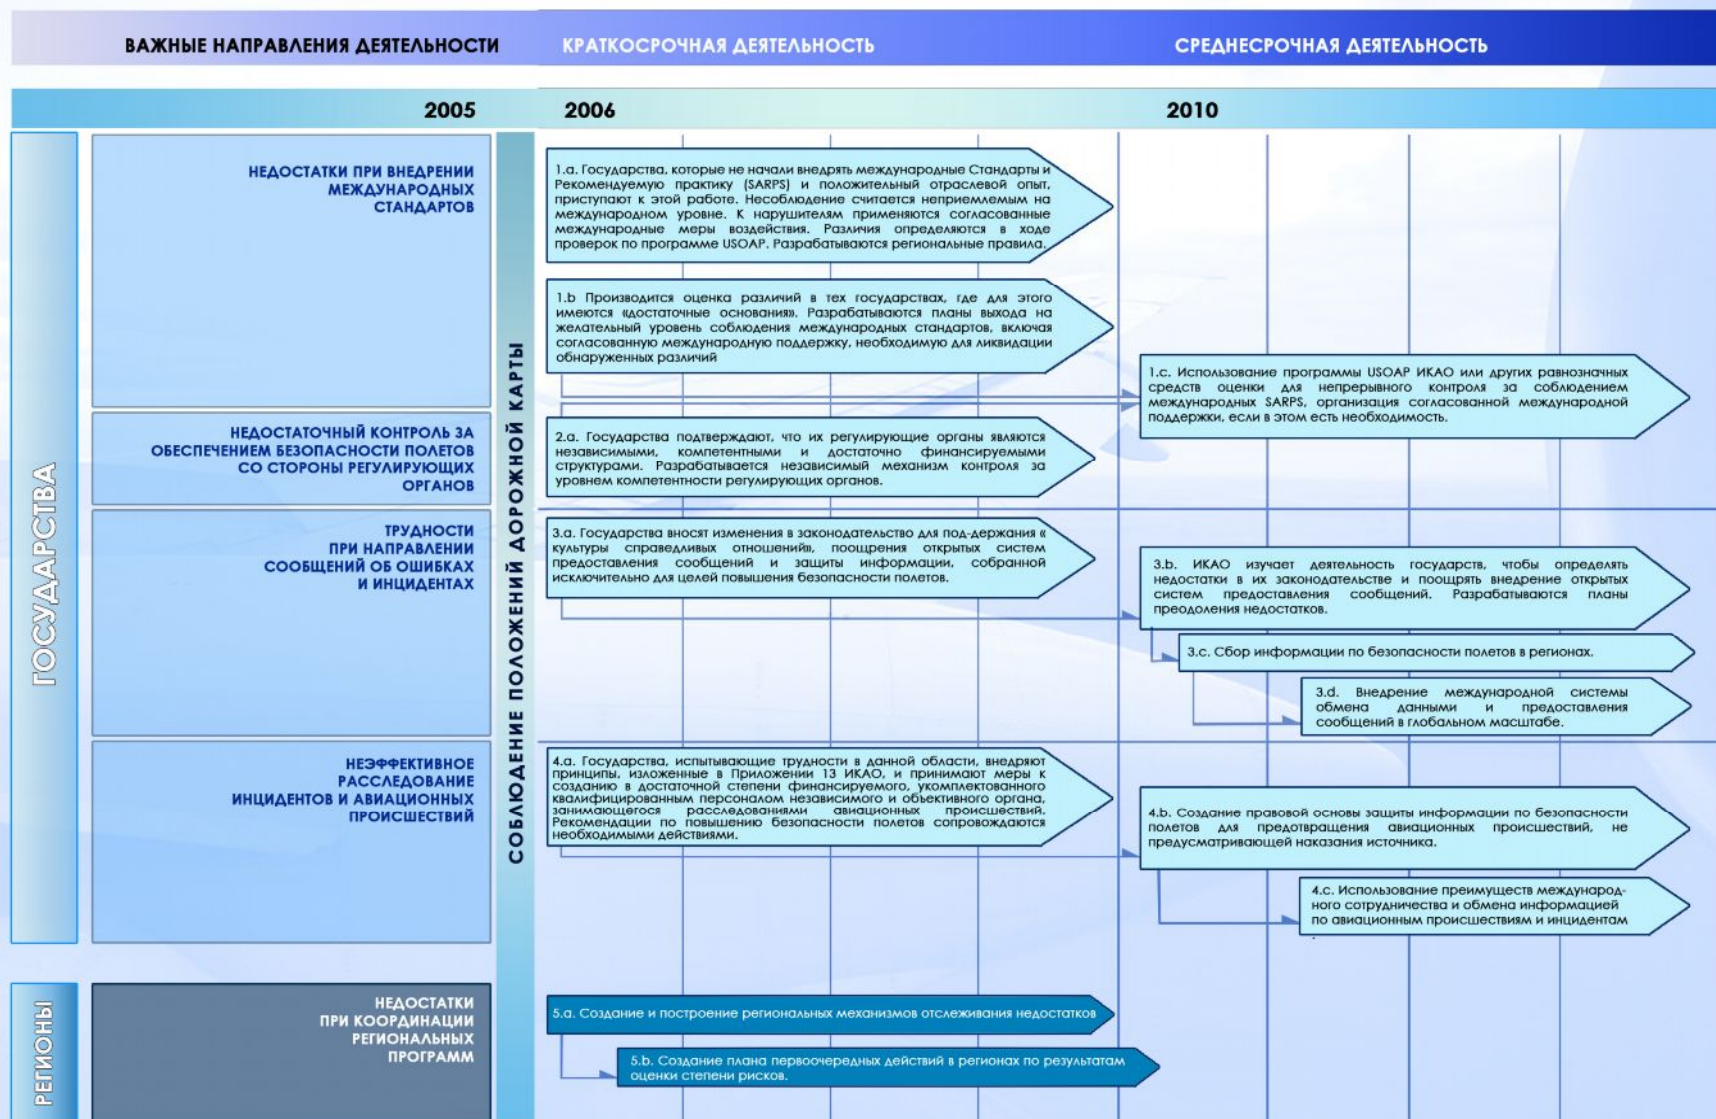 ВАЖНЫЕ НАПРАВЛЕНИЯ ДЕЯТЕЛЬНОСТИ
КРАТКОСРОЧНАЯ ДЕЯТЕЛЬНОСТЬ
СРЕДНЕСРОЧНАЯ ДЕЯТЕЛЬНОСТЬ
2005
2006
2010
ГОСУДАРСТВА
СОБЛЮДЕНИЕ ПОЛОЖЕНИЙ ДОРОЖНОЙ КАРТЫ
НЕДОСТАТКИ ПРИ ВНЕДРЕНИИ
МЕЖДУНАРОДНЫХ
СТАНДАРТОВ
1.a. Государства, которые не начали внедрять международные Стандарты и
Рекомендуемую практику (SARPS) и положительный отраслевой опыт,
приступают к этой работе. Несоблюдение считается неприемлемым на
международном уровне. К нарушителям применяются согласованные
международные меры воздействия. Различия определяются в ходе
проверок по программе USOAP. Разрабатываются региональные правила.
1.b Производится оценка различий в тех государствах, где для этого
имеются «достаточные основания». Разрабатываются планы выхода на
желательный уровень соблюдения международных стандартов, включая
согласованную международную поддержку, необходимую для ликвидации
обнаруженных различий
1.c. Использование программы USOAP ИКАО или других равнозначных
средств оценки для непрерывного контроля за соблюдением
международных SARPS, организация согласованной международной
поддержки, если в этом есть необходимость.
НЕДОСТАТОЧНЫЙ КОНТРОЛЬ ЗА
ОБЕСПЕЧЕНИЕМ БЕЗОПАСНОСТИ ПОЛЕТОВ
СО СТОРОНЫ РЕГУЛИРУЮЩИХ
ОРГАНОВ
2.a. Государства подтверждают, что их регулирующие органы являются
независимыми, компетентными и достаточно финансируемыми
структурами. Разрабатывается независимый механизм контроля за
уровнем компетентности регулирующих органов.
ТРУДНОСТИ
ПРИ НАПРАВЛЕНИИ
СООБЩЕНИЙ ОБ ОШИБКАХ
И ИНЦИДЕНТАХ
3.a. Государства вносят изменения в законодательство для под-держания «
культуры справедливых отношений», поощрения открытых систем
предоставления сообщений и защиты информации, собранной
исключительно для целей повышения безопасности полетов.
3.b. ИКАО изучает деятельность государств, чтобы определять
недостатки в их законодательстве и поощрять внедрение открытых
систем предоставления сообщений. Разрабатываются планы
преодоления недостатков.
3.c. Сбор информации по безопасности полетов в регионах.
3.d. Внедрение международной системы
обмена данными и предоставления
сообщений в глобальном масштабе.
НЕЭФФЕКТИВНОЕ
РАССЛЕДОВАНИЕ
ИНЦИДЕНТОВ И АВИАЦИОННЫХ
ПРОИСШЕСТВИЙ
4.a. Государства, испытывающие трудности в данной области, внедряют
принципы, изложенные в Приложении 13 ИКАО, и принимают меры к
созданию в достаточной степени финансируемого, укомплектованного
квалифицированным персоналом независимого и объективного органа,
занимающегося расследованиями авиационных происшествий.
Рекомендации по повышению безопасности полетов сопровождаются
необходимыми действиями.
4.b. Создание правовой основы защиты информации по безопасности
полетов для предотвращения авиационных происшествий, не
предусматривающей наказания источника.
4.c. Использование преимуществ международ-
ного сотрудничества и обмена информацией
по авиационным происшествиям и инцидентам
.
РЕГИОНЫ
НЕДОСТАТКИ
ПРИ КООРДИНАЦИИ
РЕГИОНАЛЬНЫХ
ПРОГРАММ
5.a. Создание и построение региональных механизмов отслеживания недостатков
5.b. Создание плана первоочередных действий в регионах по результатам
оценки степени рисков.